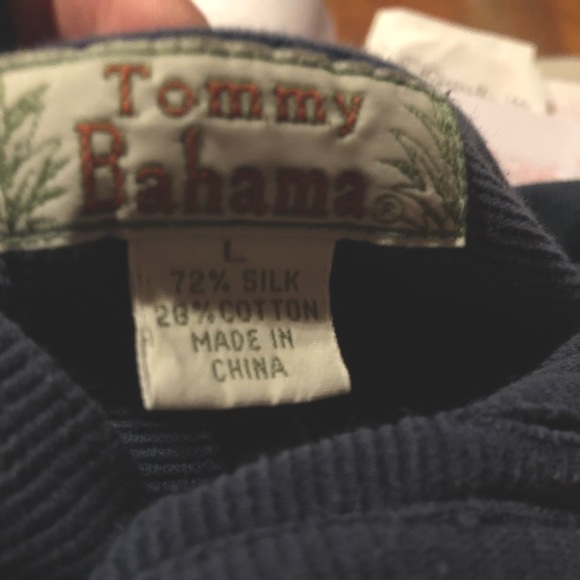 Tommy
Bahama®
L
72% SILK
28% COTTON
MADE IN
CHINA